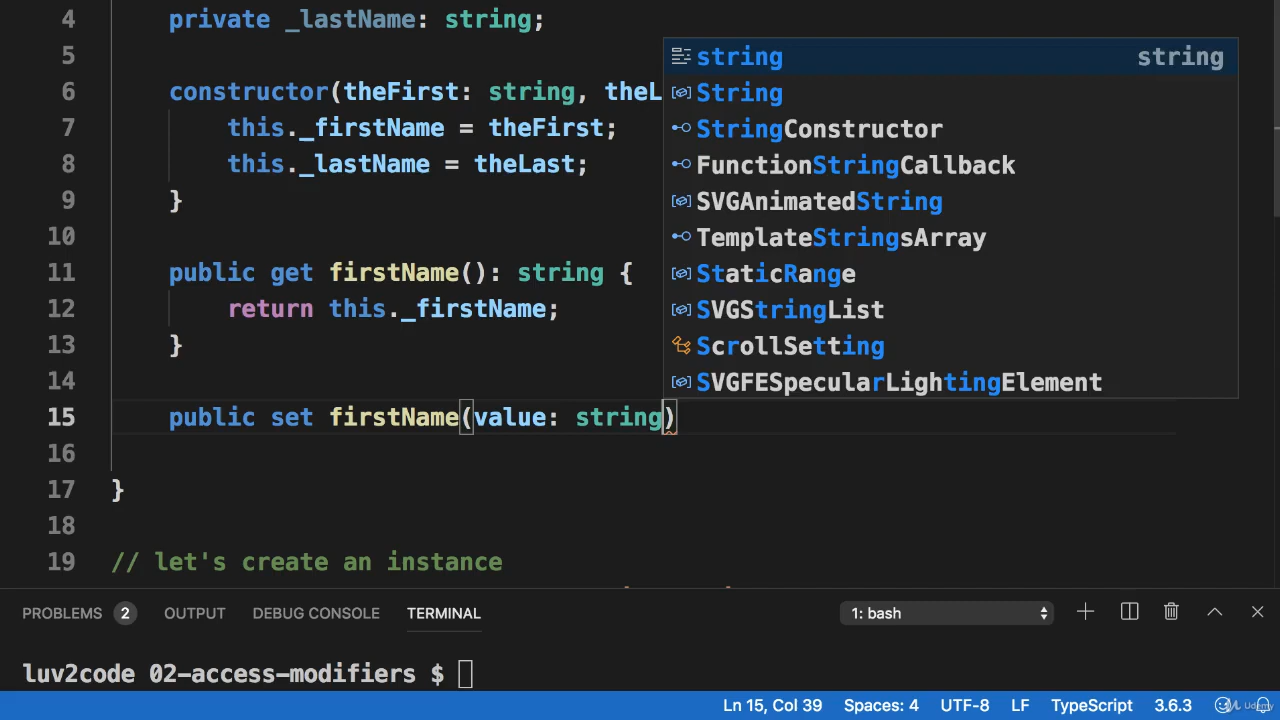 4 private _lastName: string;
5 string string
6 constructor(theFirst: string, theL String
7 this._firstName = theFirst; StringConstructor
8 this._lastName = theLast; FunctionStringCallback
9 } SVGAnimatedString
10 TemplateStringsArray
11 public get firstName(): string { StaticRange
12 return this._firstName; SVGStringList
13 } ScrollSetting
14 SVGFESpecularLightingElement
15 public set firstName(value: string)
16
17 }
18
19 // let's create an instance
PROBLEMS 2 OUTPUT DEBUG CONSOLE TERMINAL 1: bash
luv2code 02-access-modifiers $
Ln 15, Col 39 Spaces: 4 UTF-8 LF TypeScript 3.6.3 Udemy